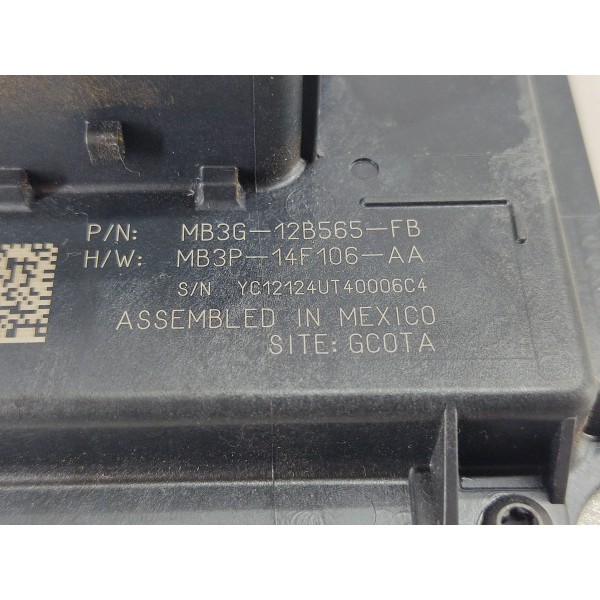 P/N: MB3G-12B565-FB
H/W: MB3P-14F106-AA
S/N YC12124UT40006C4
ASSEMBLED IN MEXICO
SITE: GCOTA